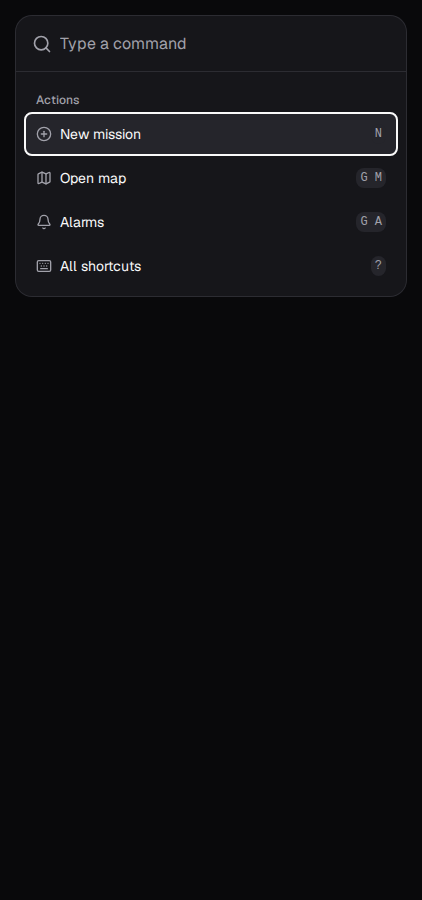 Type a command
Actions
New mission N
Open map G M
Alarms G A
All shortcuts ?